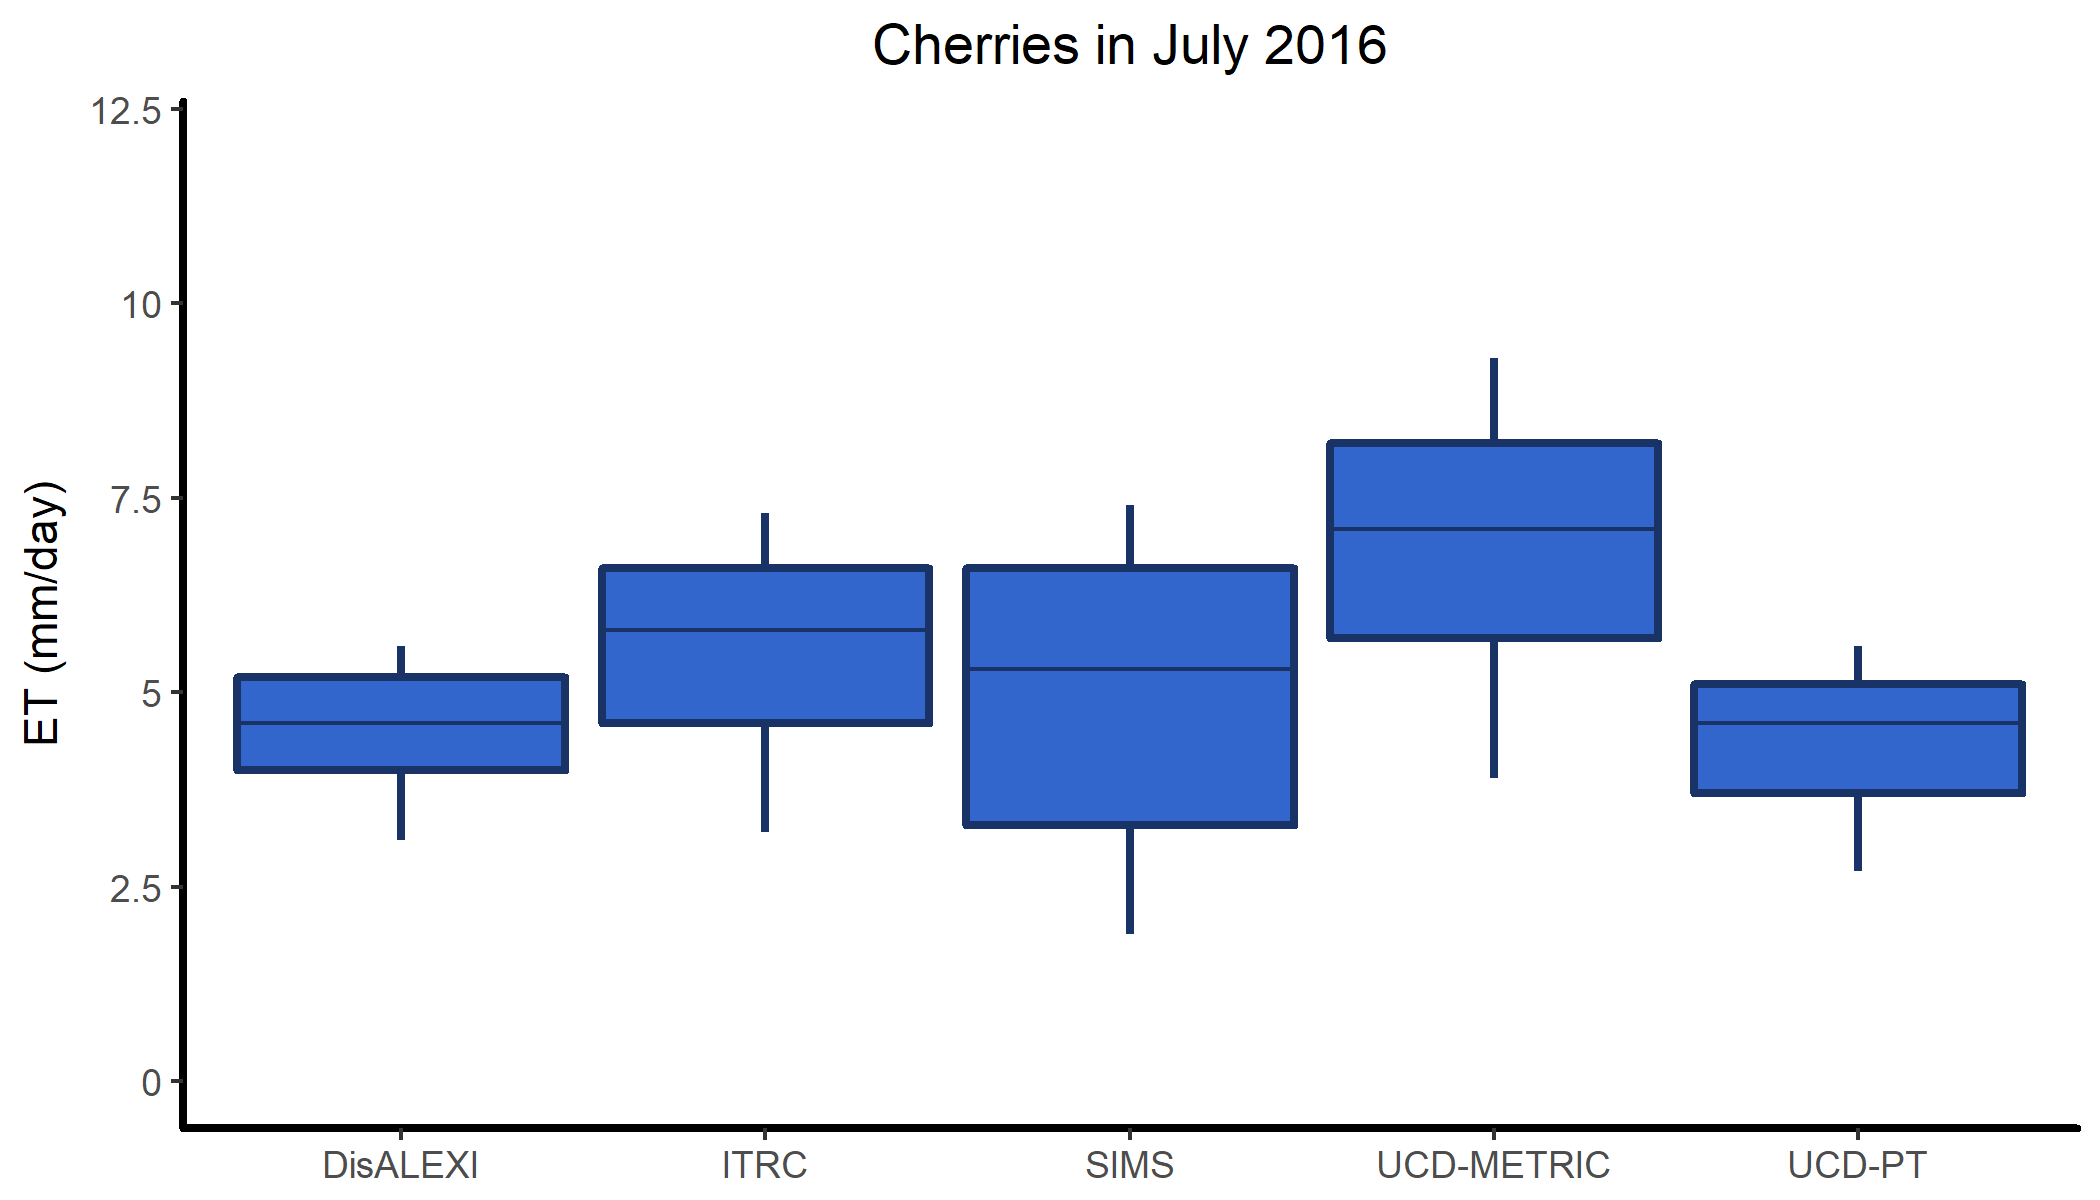 Cherries in July 2016
ET (mm/day)
12.5
10
7.5
5
2.5
0
DisALEXI
ITRC
SIMS
UCD-METRIC
UCD-PT